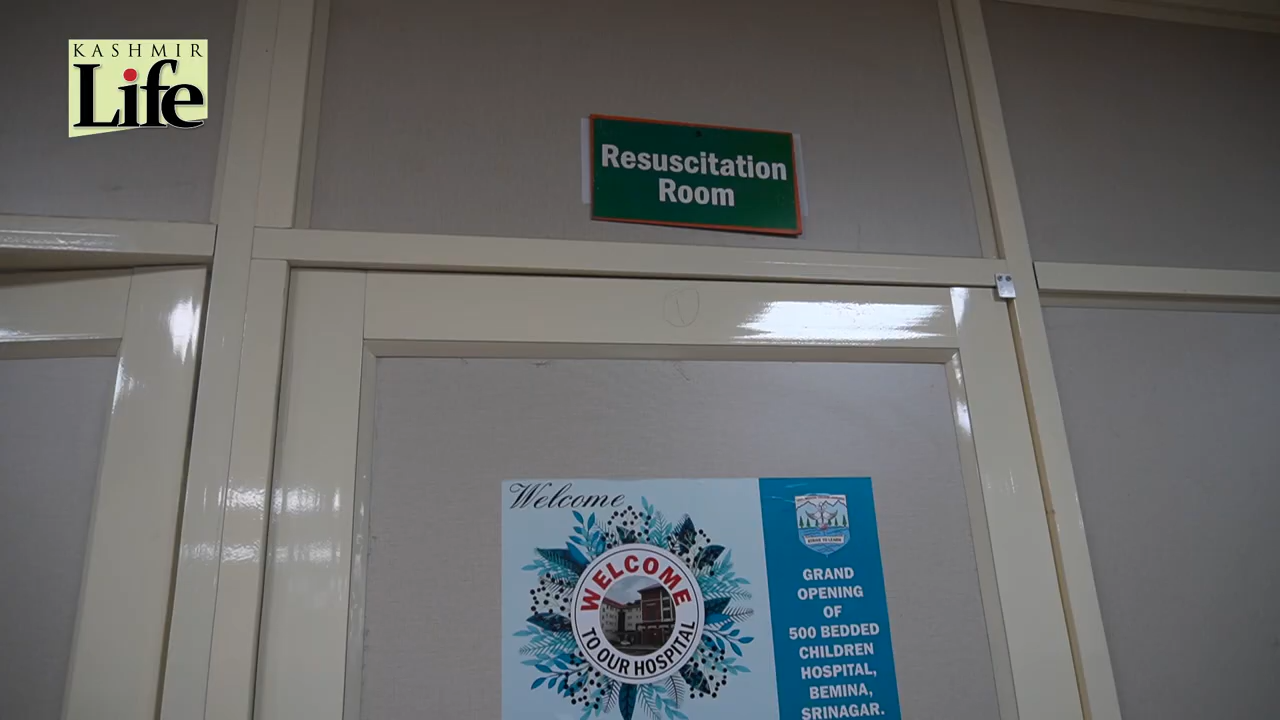 KASHMIR
Life
Resuscitation
Room
Welcome
WELCOME
TO OUR HOSPITAL
GRAND
OPENING
OF
500 BEDDED
CHILDREN
HOSPITAL,
BEMINA,
SRINAGAR.